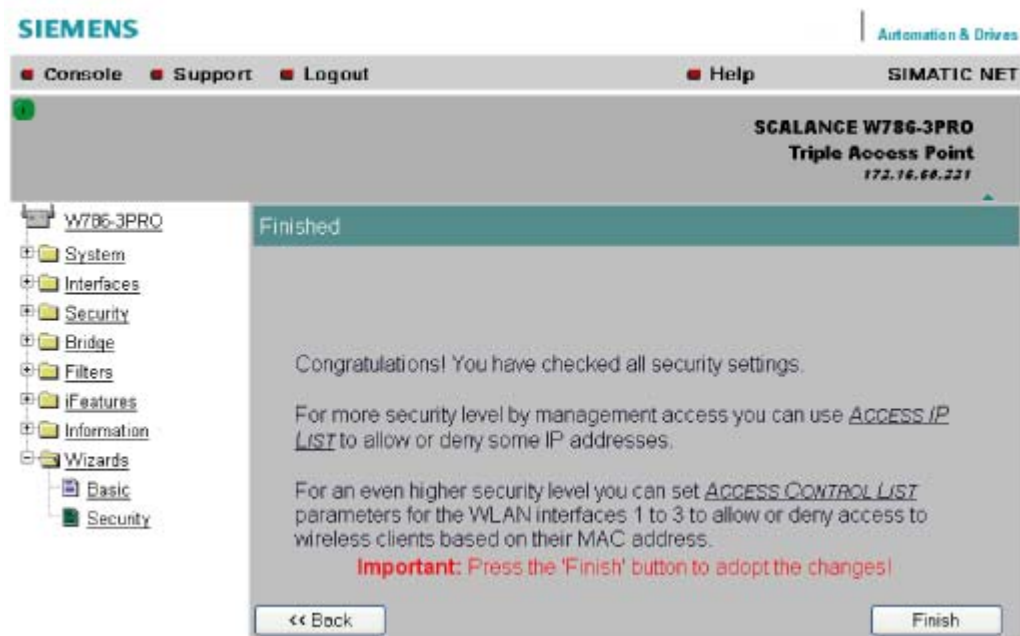 SIEMENS
Automation & Drives
Console Support Logout Help SIMATIC NET
SCALANCE W786-3PRO
Triple Access Point
172.16.60.221
W786-3PRO
System
Interfaces
Security
Bridge
Filters
iFeatures
Information
Wizards
Basic
Security
Finished
Congratulations! You have checked all security settings.
For more security level by management access you can use ACCESS IP
LIST to allow or deny some IP addresses.
For an even higher security level you can set ACCESS CONTROL LIST
parameters for the WLAN interfaces 1 to 3 to allow or deny access to
wireless clients based on their MAC address.
Important: Press the 'Finish' button to adopt the changes!
<< Back
Finish